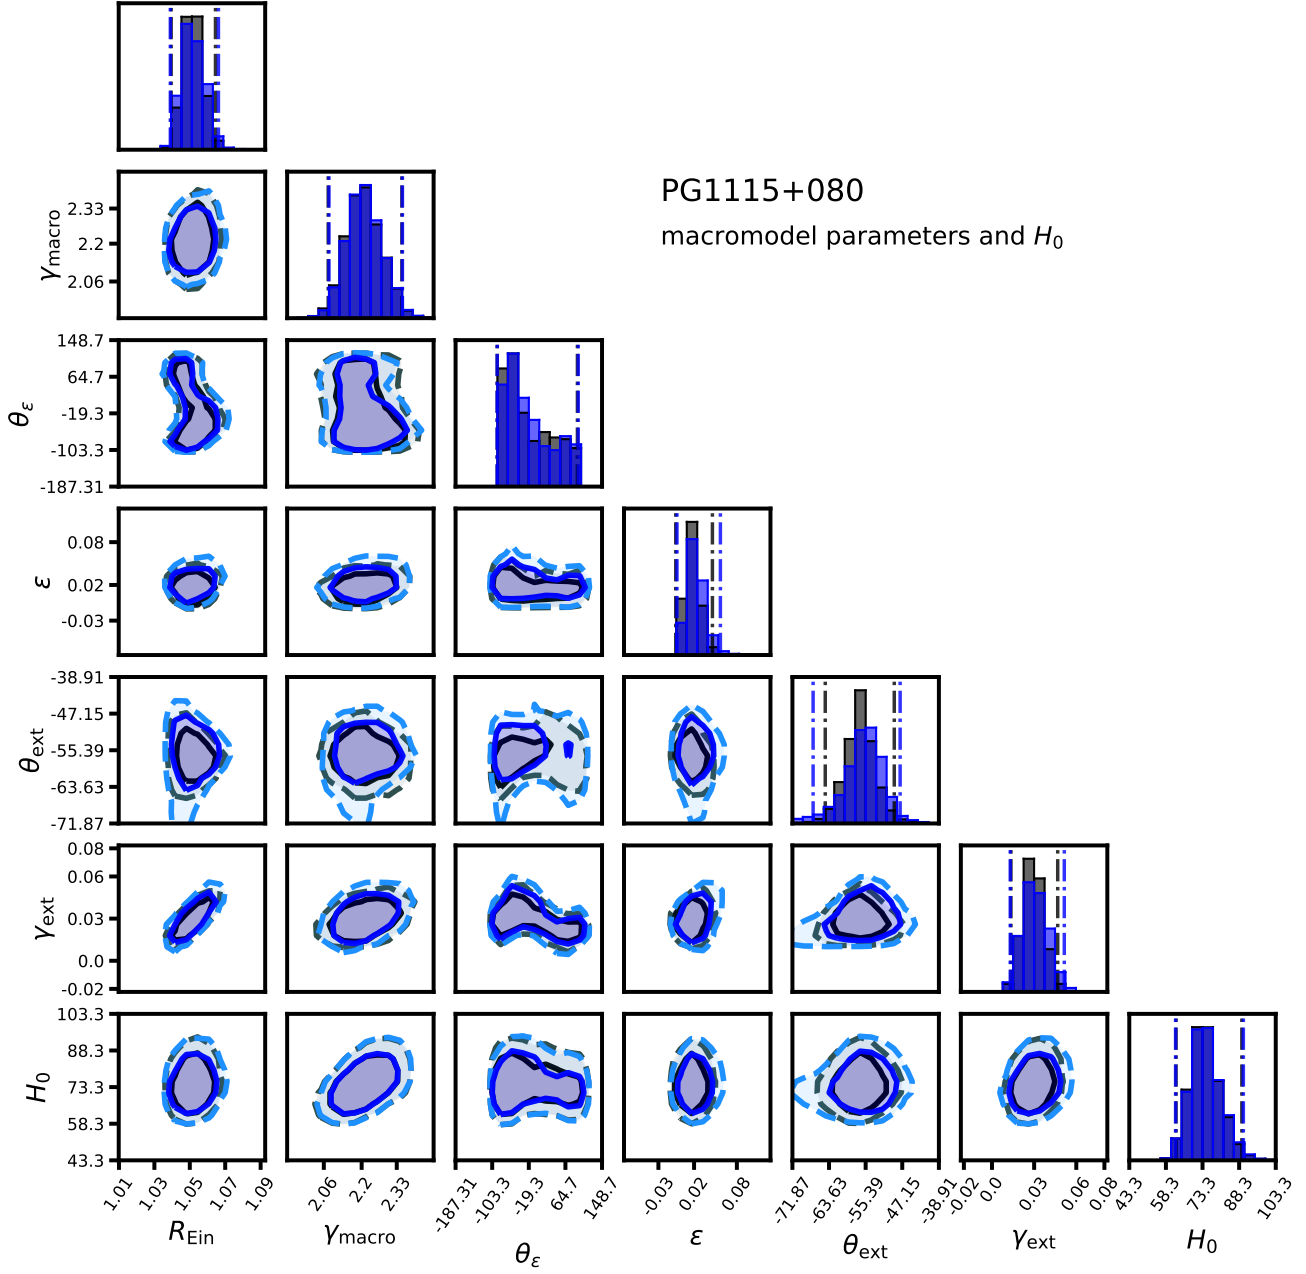 PG1115+080
macromodel parameters and H₀
γmacro
2.33
2.2
2.06
θε
148.7
64.7
-19.3
-103.3
-187.31
ε
0.08
0.02
-0.03
θext
-38.91
-47.15
-55.39
-63.63
-71.87
γext
0.08
0.06
0.03
0.0
-0.02
H₀
103.3
88.3
73.3
58.3
43.3
1.01 1.03 1.05 1.07 1.09 2.06 2.2 2.33 -187.31 -103.3 -19.3 64.7 148.7 -0.03 0.02 0.08 -71.87 -63.63 -55.39 -47.15 -38.91 -0.02 0.0 0.03 0.06 0.08 43.3 58.3 73.3 88.3 103.3
REin γmacro θε ε θext γext H₀